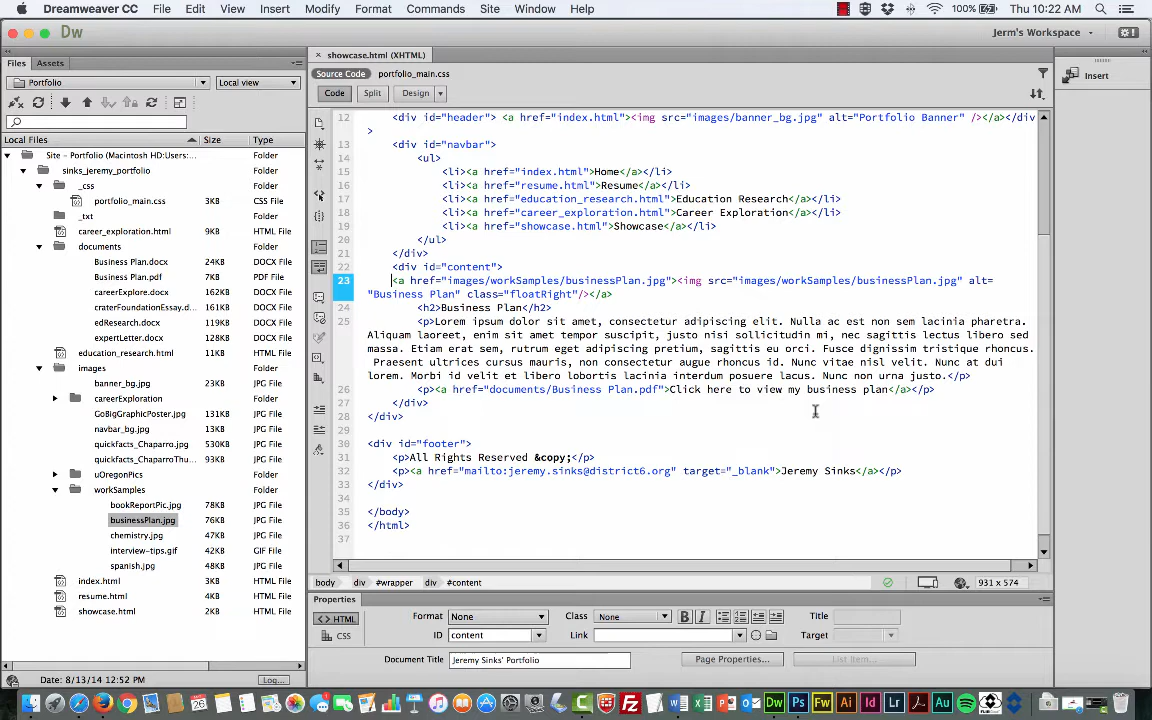 Dreamweaver CC File Edit View Insert Modify Format Commands Site Window Help 100% Thu 10:22 AM
Dw Jerm's Workspace
Files Assets
Portfolio Local view
Local Files Size Type
Site - Portfolio (Macintosh HD:Users:... Folder
sinks_jeremy_portfolio Folder
_css Folder
portfolio_main.css 3KB CSS File
_txt Folder
career_exploration.html 9KB HTML File
documents Folder
Business Plan.docx 24KB DOCX File
Business Plan.pdf 7KB PDF File
careerExplore.docx 162KB DOCX File
craterFoundationEssay.d... 119KB DOCX File
edResearch.docx 139KB DOCX File
expertLetter.docx 129KB DOCX File
education_research.html 11KB HTML File
images Folder
banner_bg.jpg 23KB JPG File
careerExploration Folder
GoBigGraphicPoster.jpg 131KB JPG File
navbar_bg.jpg 21KB JPG File
quickfacts_Chaparro.jpg 530KB JPG File
quickfacts_ChaparroThu... 93KB JPG File
uOregonPics Folder
workSamples Folder
bookReportPic.jpg 78KB JPG File
businessPlan.jpg 76KB JPG File
chemistry.jpg 47KB JPG File
interview-tips.gif 42KB GIF File
spanish.jpg 38KB JPG File
index.html 3KB HTML File
resume.html 4KB HTML File
showcase.html 2KB HTML File
Date: 8/13/14 12:52 PM Log...
× showcase.html (XHTML)
Source Code portfolio_main.css
Code Split Design
12 <div id="header"> <a href="index.html"><img src="images/banner_bg.jpg" alt="Portfolio Banner" /></a></div
>
13 <div id="navbar">
14 <ul>
15 <li><a href="index.html">Home</a></li>
16 <li><a href="resume.html">Resume</a></li>
17 <li><a href="education_research.html">Education Research</a></li>
18 <li><a href="career_exploration.html">Career Exploration</a></li>
19 <li><a href="showcase.html">Showcase</a></li>
20 </ul>
21 </div>
22 <div id="content">
23 <a href="images/workSamples/businessPlan.jpg"><img src="images/workSamples/businessPlan.jpg" alt=
"Business Plan" class="floatRight"/></a>
24 <h2>Business Plan</h2>
25 <p>Lorem ipsum dolor sit amet, consectetur adipiscing elit. Nulla ac est non sem lacinia pharetra.
Aliquam laoreet, enim sit amet tempor suscipit, justo nisi sollicitudin mi, nec sagittis lectus libero sed
massa. Etiam erat sem, rutrum eget adipiscing pretium, sagittis eu orci. Fusce dignissim tristique rhoncus.
Praesent ultrices cursus mauris, non consectetur augue rhoncus id. Nunc vitae nisl velit. Nunc at dui
lorem. Morbi id velit et libero lobortis lacinia interdum posuere lacus. Nunc non urna justo.</p>
26 <p><a href="documents/Business Plan.pdf">Click here to view my business plan</a></p>
27 </div>
28 </div>
29
30 <div id="footer">
31 <p>All Rights Reserved &copy;</p>
32 <p><a href="mailto:jeremy.sinks@district6.org" target="_blank">Jeremy Sinks</a></p>
33 </div>
34
35 </body>
36 </html>
37
body div #wrapper div #content 931 x 574
Properties
<> HTML Format None Class None B I Title
CSS ID content Link Target
Document Title Jeremy Sinks' Portfolio Page Properties... List Item...
Insert
26 Dw Ps Fw Ai Id Lr Au